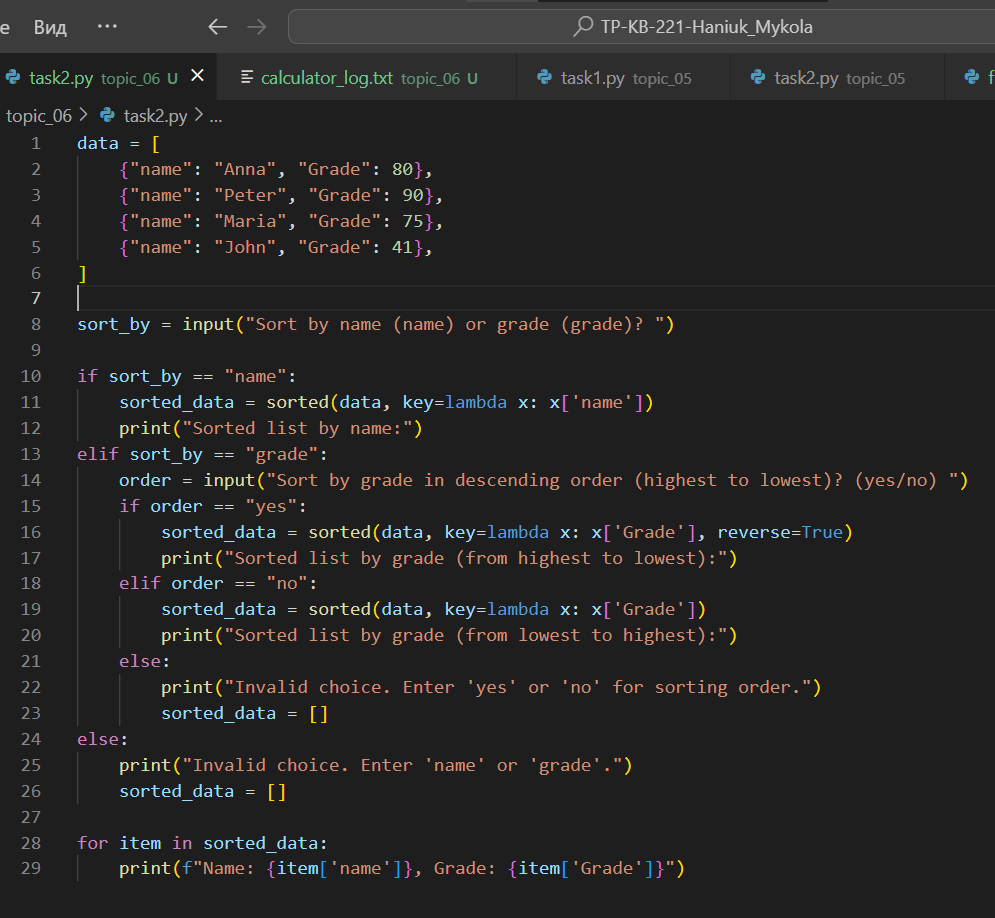 е Вид ··· ← → TP-KB-221-Haniuk_Mykola
task2.py topic_06 U × calculator_log.txt topic_06 U task1.py topic_05 task2.py topic_05 f
topic_06 > task2.py > ...
1 data = [
2     {"name": "Anna", "Grade": 80},
3     {"name": "Peter", "Grade": 90},
4     {"name": "Maria", "Grade": 75},
5     {"name": "John", "Grade": 41},
6 ]
7
8 sort_by = input("Sort by name (name) or grade (grade)? ")
9
10 if sort_by == "name":
11     sorted_data = sorted(data, key=lambda x: x['name'])
12     print("Sorted list by name:")
13 elif sort_by == "grade":
14     order = input("Sort by grade in descending order (highest to lowest)? (yes/no) ")
15     if order == "yes":
16         sorted_data = sorted(data, key=lambda x: x['Grade'], reverse=True)
17         print("Sorted list by grade (from highest to lowest):")
18     elif order == "no":
19         sorted_data = sorted(data, key=lambda x: x['Grade'])
20         print("Sorted list by grade (from lowest to highest):")
21     else:
22         print("Invalid choice. Enter 'yes' or 'no' for sorting order.")
23         sorted_data = []
24 else:
25     print("Invalid choice. Enter 'name' or 'grade'.")
26     sorted_data = []
27
28 for item in sorted_data:
29     print(f"Name: {item['name']}, Grade: {item['Grade']}")